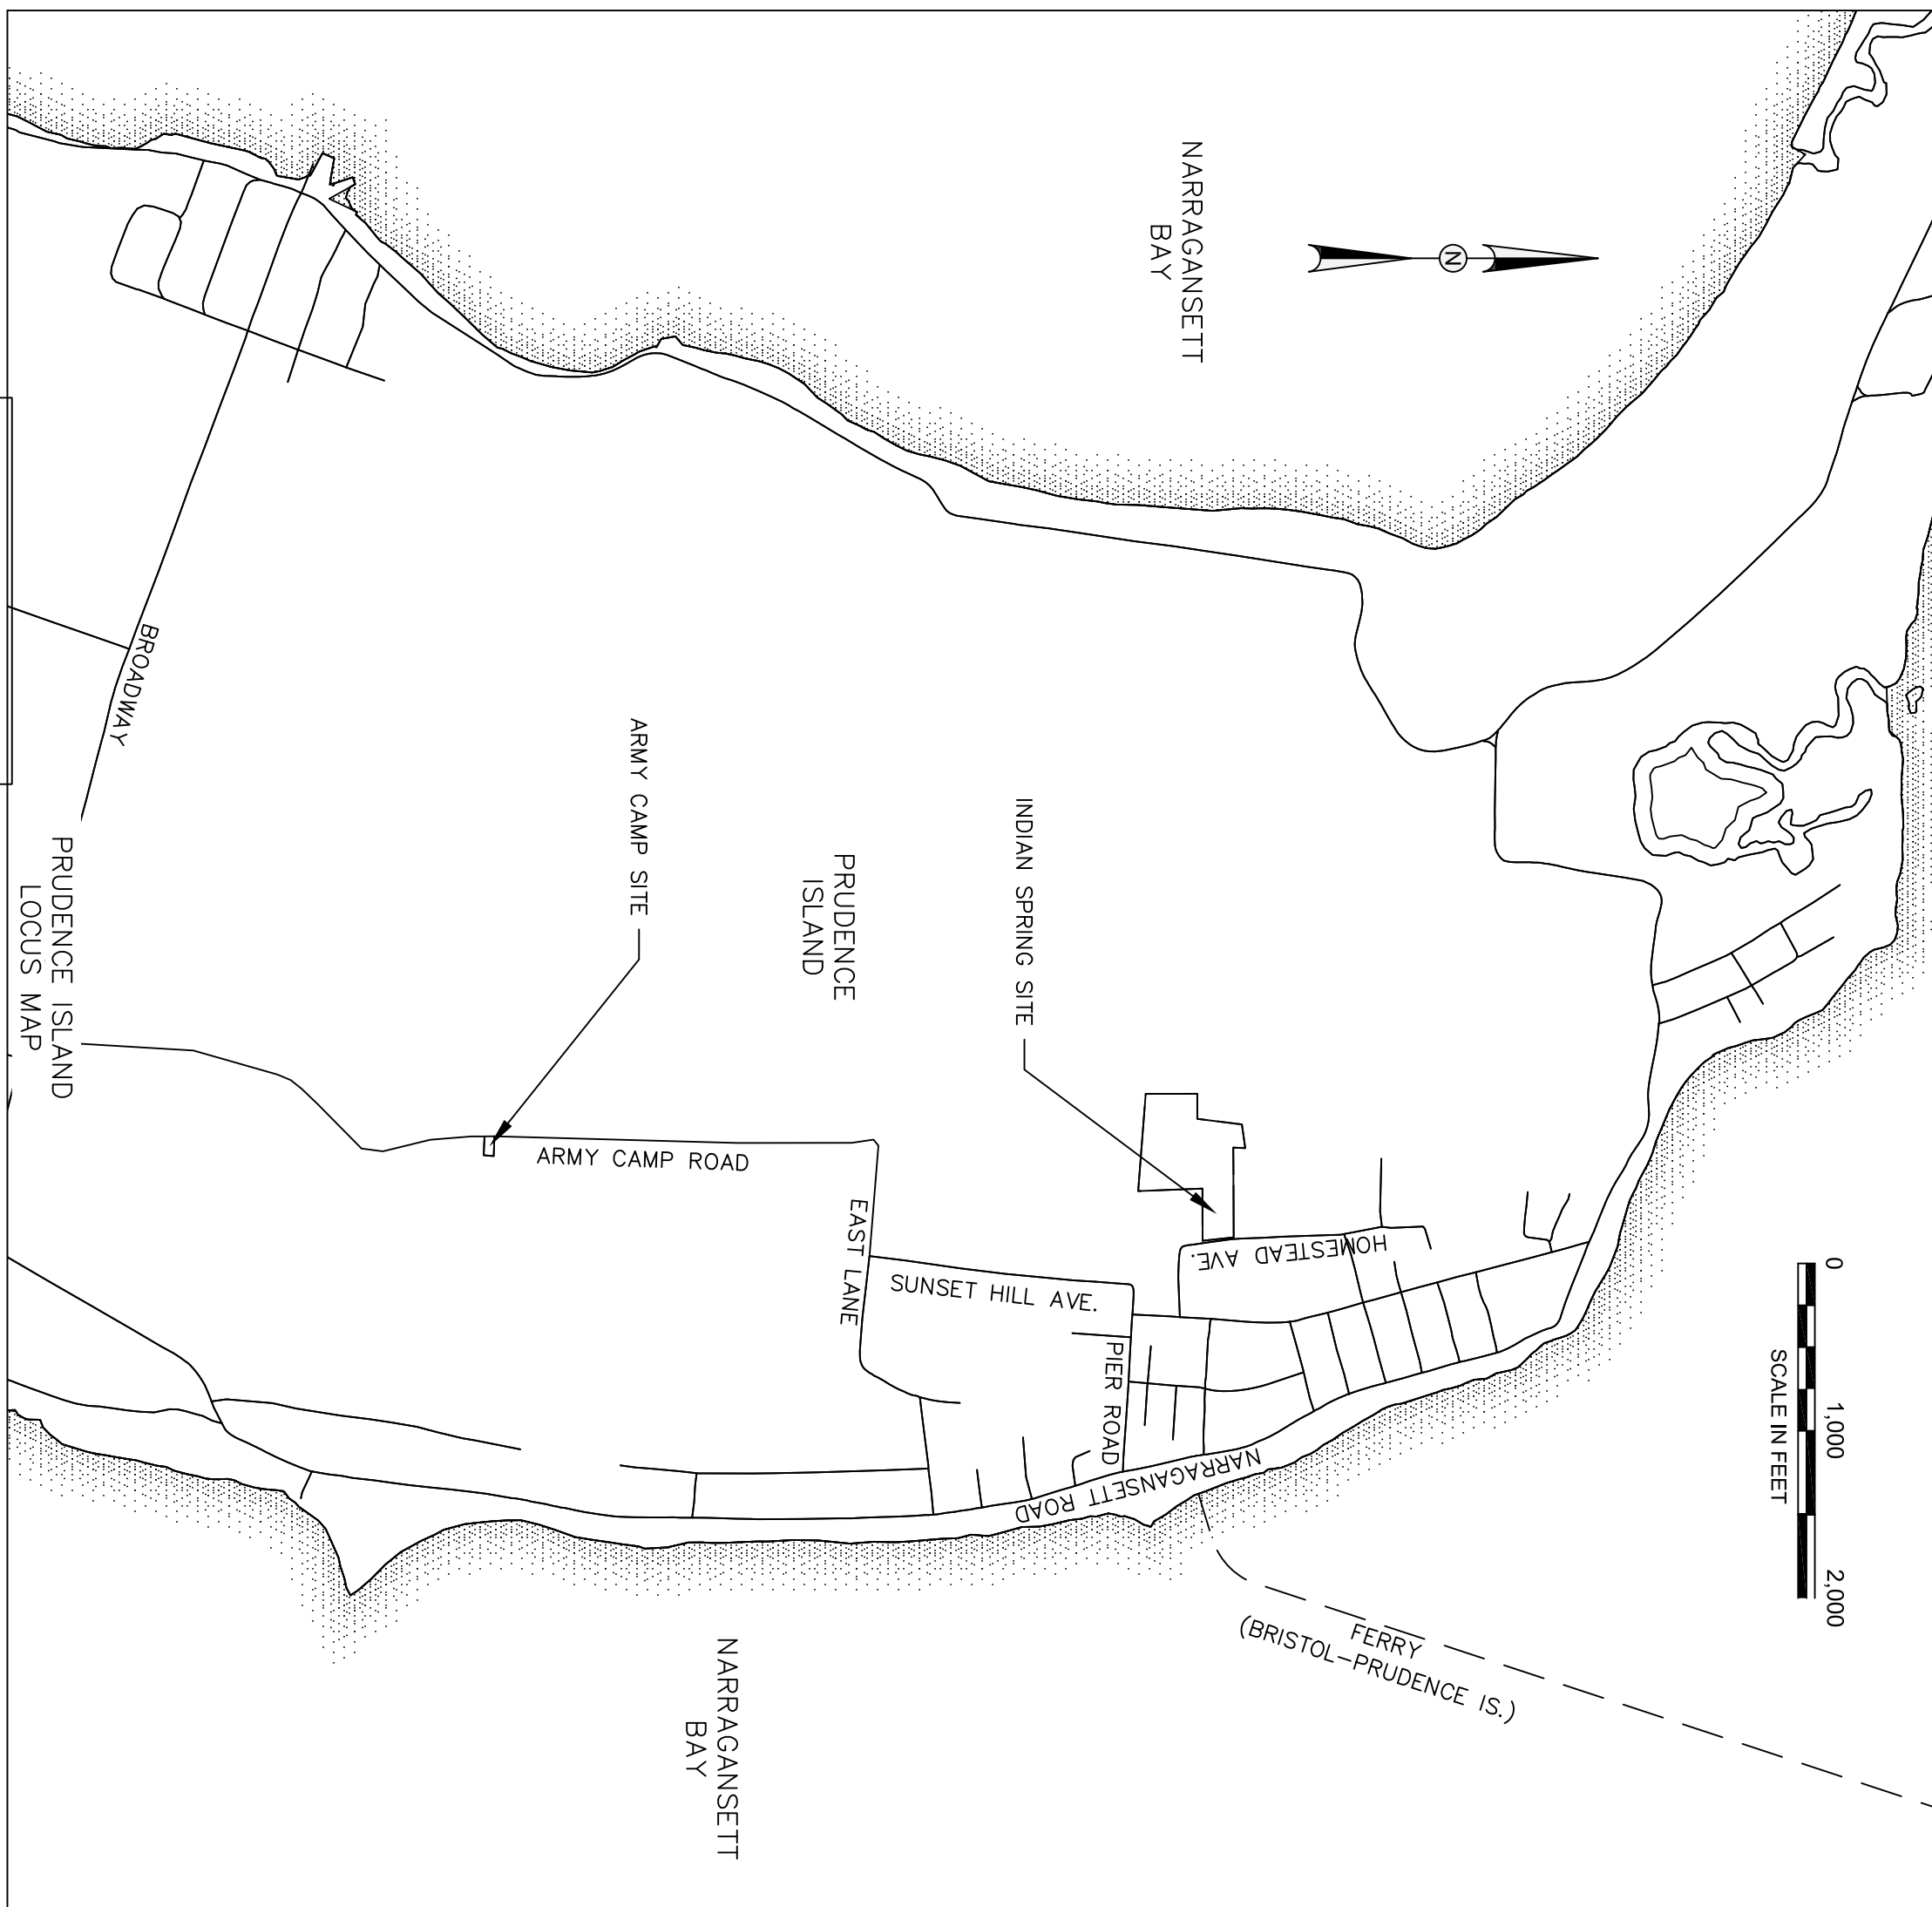 NARRAGANSETT
BAY
N
0
1,000
2,000
SCALE IN FEET
BROADWAY
ARMY CAMP SITE
PRUDENCE
ISLAND
INDIAN SPRING SITE
ARMY CAMP ROAD
EAST LANE
SUNSET HILL AVE.
HOMESTEAD AVE.
PIER ROAD
NARRAGANSETT ROAD
FERRY
(BRISTOL-PRUDENCE IS.)
NARRAGANSETT
BAY
PRUDENCE ISLAND
LOCUS MAP